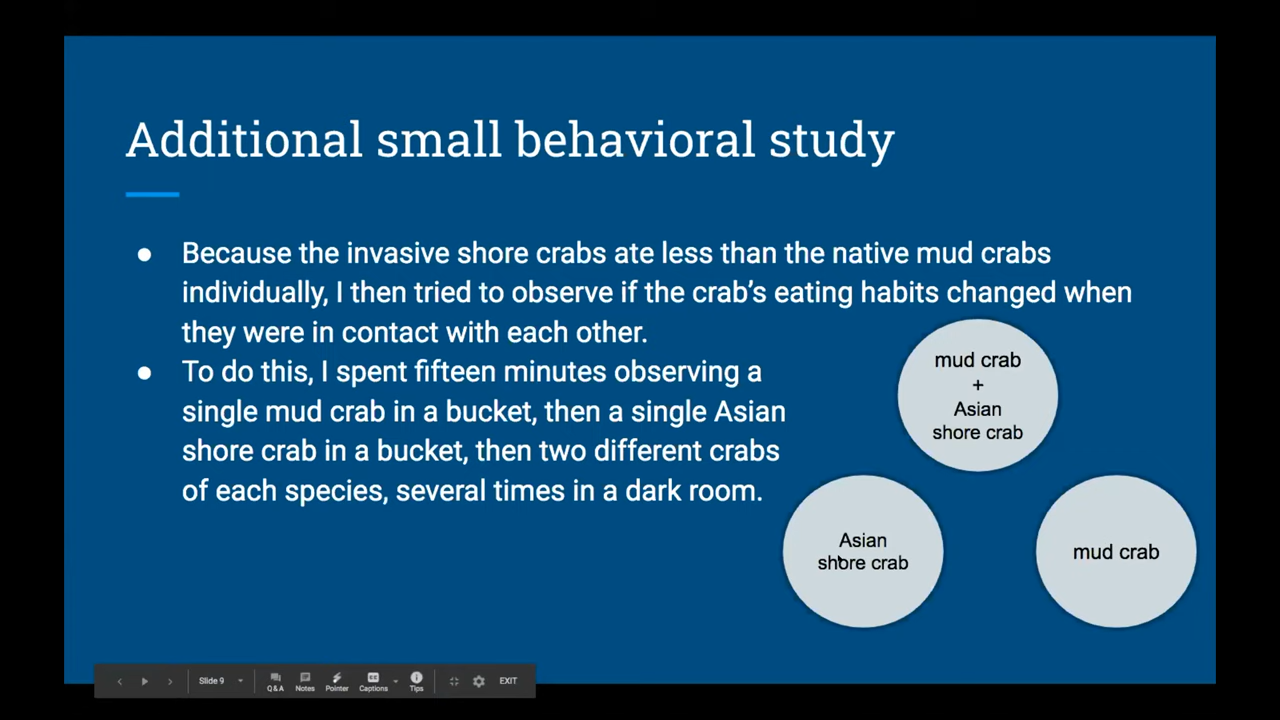 Additional small behavioral study
● Because the invasive shore crabs ate less than the native mud crabs
individually, I then tried to observe if the crab’s eating habits changed when
they were in contact with each other.
● To do this, I spent fifteen minutes observing a
single mud crab in a bucket, then a single Asian
shore crab in a bucket, then two different crabs
of each species, several times in a dark room.
mud crab
+
Asian
shore crab
Asian
shore crab
mud crab
Slide 9
Q&A
Notes
Pointer
Captions
Tips
EXIT